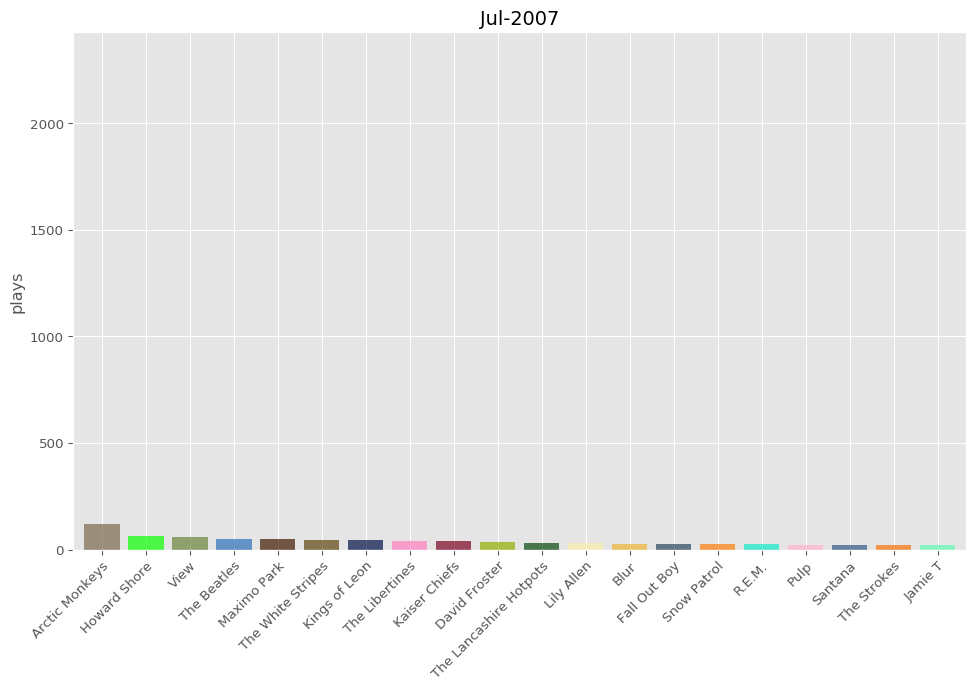 Jul-2007
plays
2000
1500
1000
500
0
Arctic Monkeys
Howard Shore
View
The Beatles
Maximo Park
The White Stripes
Kings of Leon
The Libertines
Kaiser Chiefs
David Froster
The Lancashire Hotpots
Lily Allen
Blur
Fall Out Boy
Snow Patrol
R.E.M.
Pulp
Santana
The Strokes
Jamie T